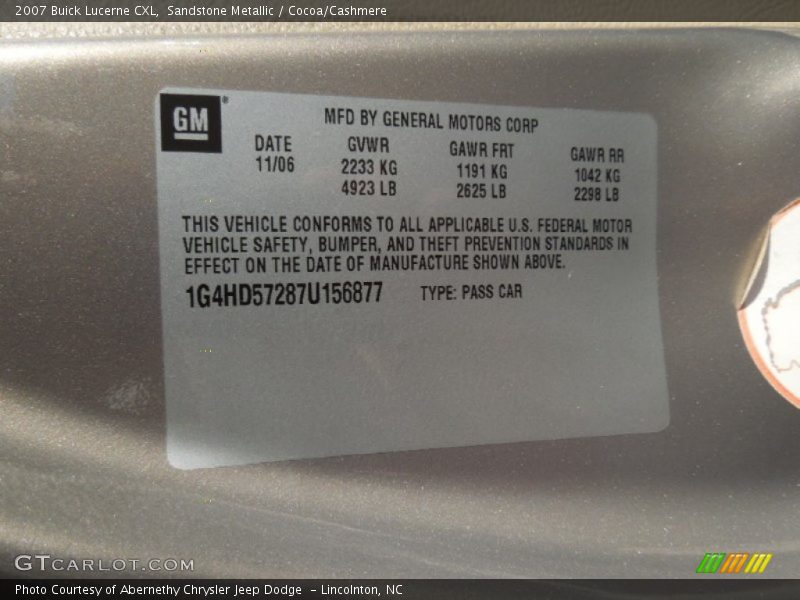 2007 Buick Lucerne CXL, Sandstone Metallic / Cocoa/Cashmere
GM®
MFD BY GENERAL MOTORS CORP
DATE GVWR GAWR FRT GAWR RR
11/06 2233 KG 1191 KG 1042 KG
4923 LB 2625 LB 2298 LB
THIS VEHICLE CONFORMS TO ALL APPLICABLE U.S. FEDERAL MOTOR
VEHICLE SAFETY, BUMPER, AND THEFT PREVENTION STANDARDS IN
EFFECT ON THE DATE OF MANUFACTURE SHOWN ABOVE.
1G4HD57287U156877 TYPE: PASS CAR
GTCARLOT.COM
Photo Courtesy of Abernethy Chrysler Jeep Dodge - Lincolnton, NC